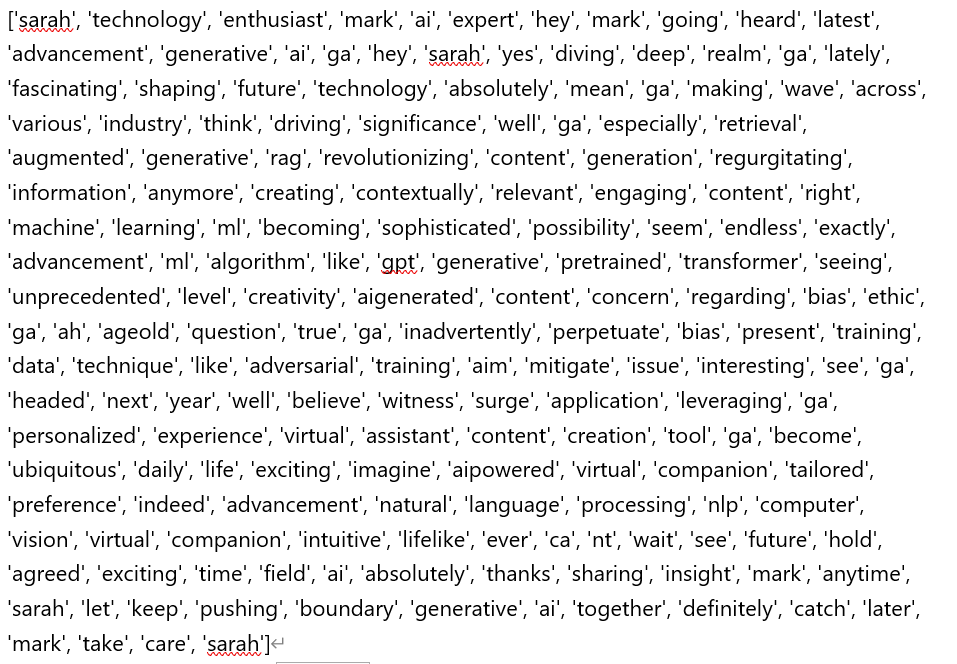 ['sarah', 'technology', 'enthusiast', 'mark', 'ai', 'expert', 'hey', 'mark', 'going', 'heard', 'latest',
'advancement', 'generative', 'ai', 'ga', 'hey', 'sarah', 'yes', 'diving', 'deep', 'realm', 'ga', 'lately',
'fascinating', 'shaping', 'future', 'technology', 'absolutely', 'mean', 'ga', 'making', 'wave', 'across',
'various', 'industry', 'think', 'driving', 'significance', 'well', 'ga', 'especially', 'retrieval',
'augmented', 'generative', 'rag', 'revolutionizing', 'content', 'generation', 'regurgitating',
'information', 'anymore', 'creating', 'contextually', 'relevant', 'engaging', 'content', 'right',
'machine', 'learning', 'ml', 'becoming', 'sophisticated', 'possibility', 'seem', 'endless', 'exactly',
'advancement', 'ml', 'algorithm', 'like', 'gpt', 'generative', 'pretrained', 'transformer', 'seeing',
'unprecedented', 'level', 'creativity', 'aigenerated', 'content', 'concern', 'regarding', 'bias', 'ethic',
'ga', 'ah', 'ageold', 'question', 'true', 'ga', 'inadvertently', 'perpetuate', 'bias', 'present', 'training',
'data', 'technique', 'like', 'adversarial', 'training', 'aim', 'mitigate', 'issue', 'interesting', 'see', 'ga',
'headed', 'next', 'year', 'well', 'believe', 'witness', 'surge', 'application', 'leveraging', 'ga',
'personalized', 'experience', 'virtual', 'assistant', 'content', 'creation', 'tool', 'ga', 'become',
'ubiquitous', 'daily', 'life', 'exciting', 'imagine', 'aipowered', 'virtual', 'companion', 'tailored',
'preference', 'indeed', 'advancement', 'natural', 'language', 'processing', 'nlp', 'computer',
'vision', 'virtual', 'companion', 'intuitive', 'lifelike', 'ever', 'ca', 'nt', 'wait', 'see', 'future', 'hold',
'agreed', 'exciting', 'time', 'field', 'ai', 'absolutely', 'thanks', 'sharing', 'insight', 'mark', 'anytime',
'sarah', 'let', 'keep', 'pushing', 'boundary', 'generative', 'ai', 'together', 'definitely', 'catch', 'later',
'mark', 'take', 'care', 'sarah']